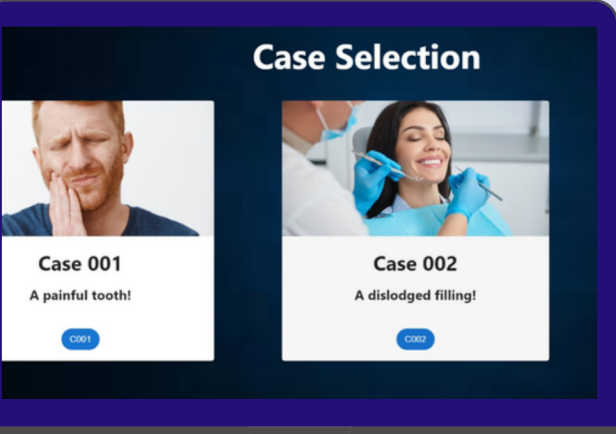 Case Selection
Case 001
A painful tooth!
C001
Case 002
A dislodged filling!
C002